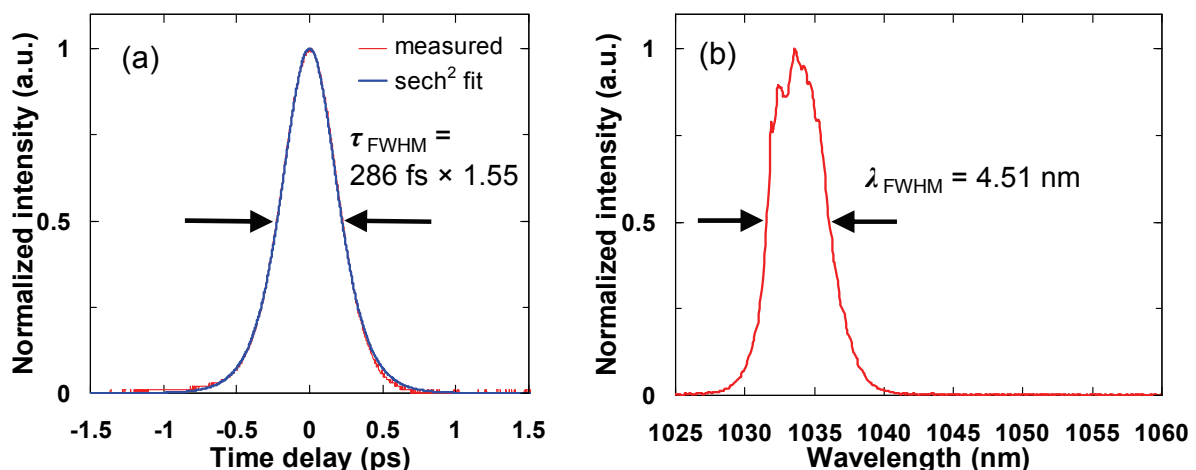 (a)
measured
sech² fit
τ FWHM =
286 fs × 1.55
Normalized intensity (a.u.)
1
0.5
0
-1.5 -1 -0.5 0 0.5 1 1.5
Time delay (ps)
(b)
λ FWHM = 4.51 nm
Normalized intensity (a.u.)
1
0.5
0
1025 1030 1035 1040 1045 1050 1055 1060
Wavelength (nm)